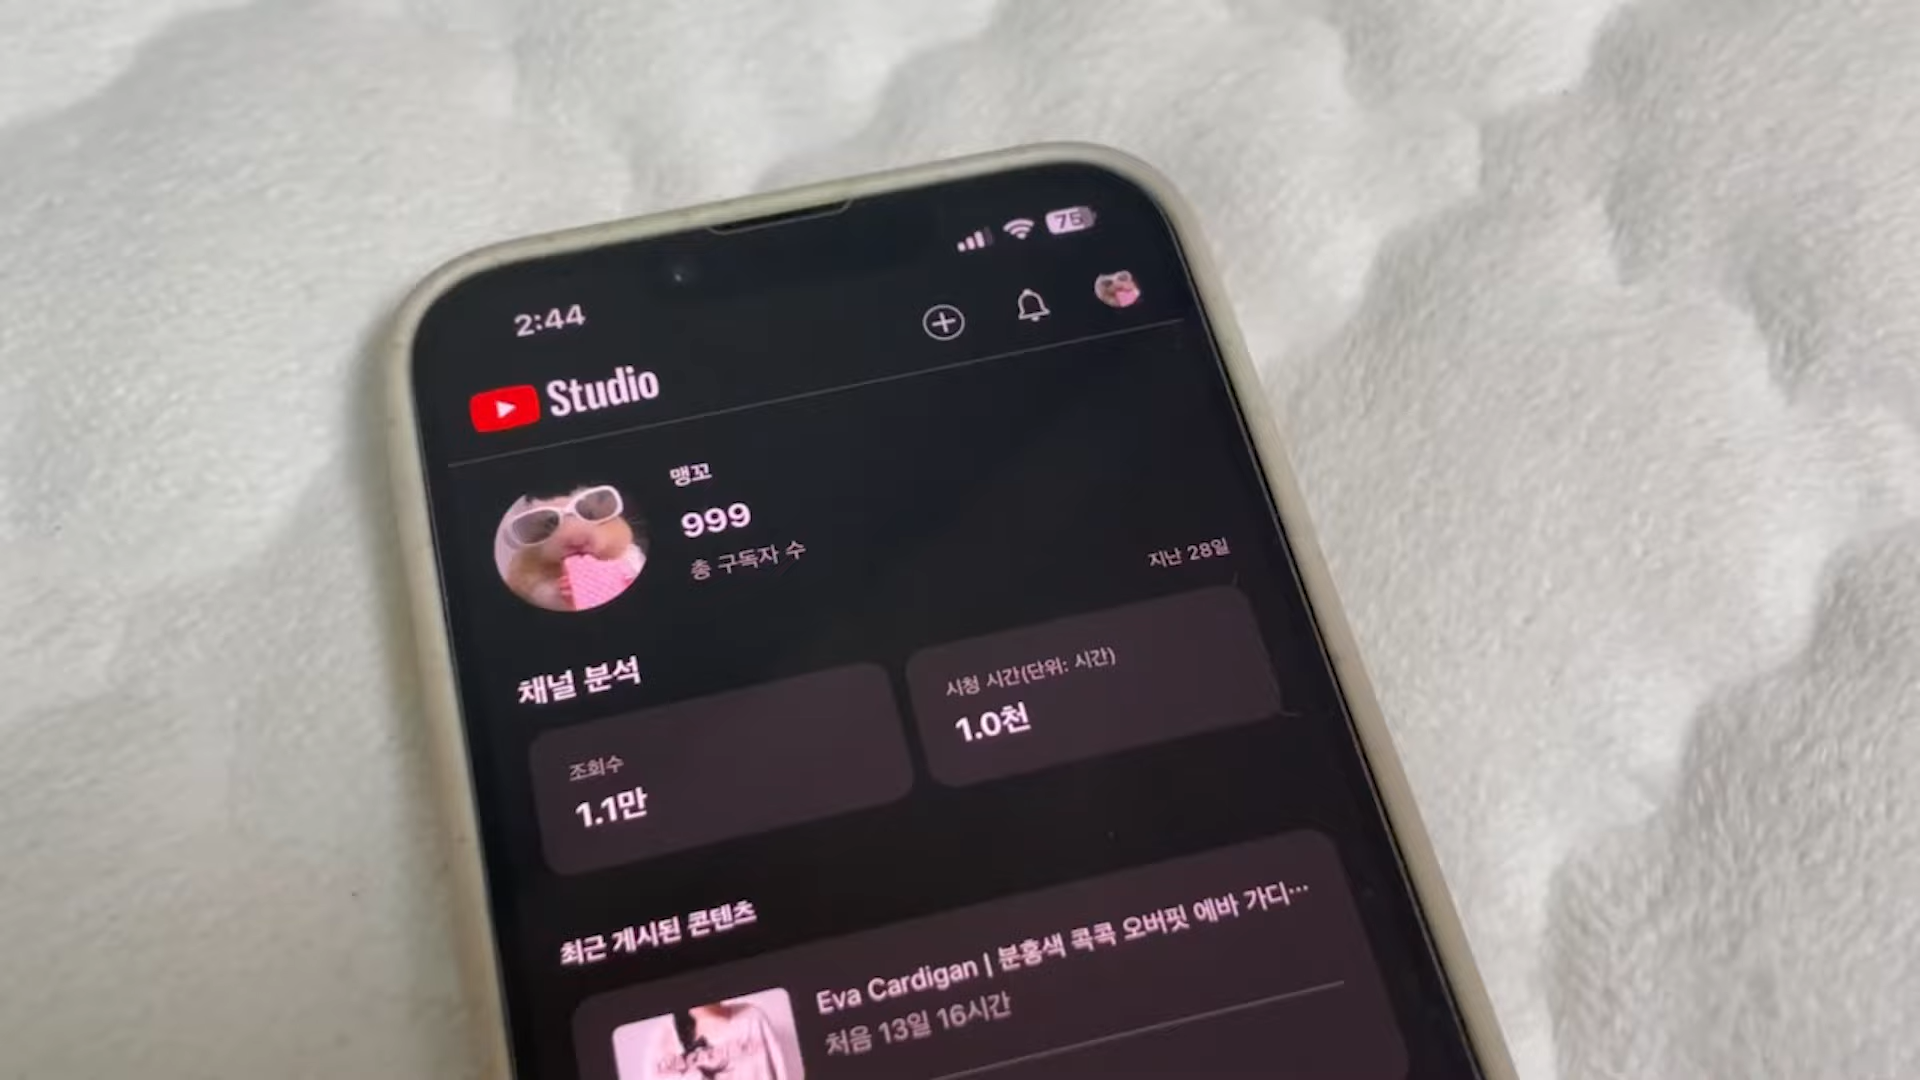 2:44
75
Studio
맹꼬
999
총 구독자 수
지난 28일
채널 분석
조회수
1.1만
시청 시간(단위: 시간)
1.0천
최근 게시된 콘텐츠
Eva Cardigan | 분홍색 콕콕 오버핏 에바 가디…
처음 13일 16시간